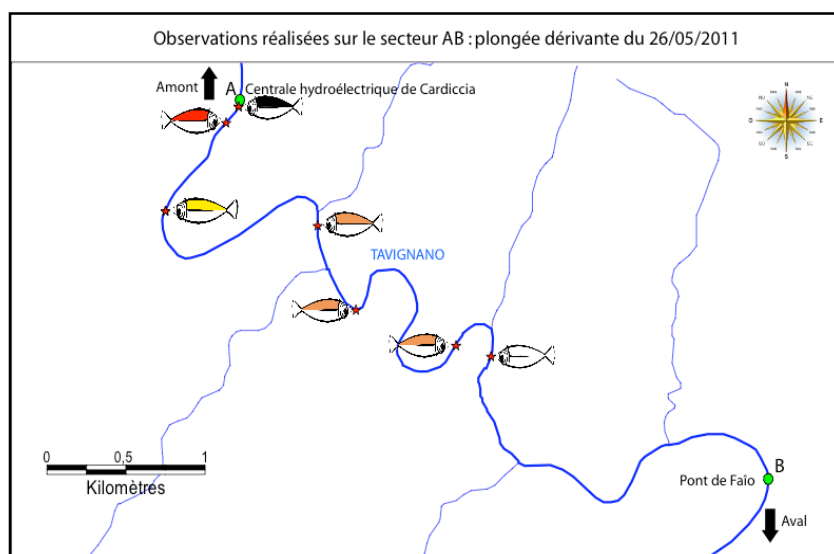 Observations réalisées sur le secteur AB : plongée dérivante du 26/05/2011
Amont
A
Centrale hydroélectrique de Cardiccia
N
O
E
S
TAVIGNANO
0 0,5 1
Kilomètres
B
Pont de Faîo
Aval